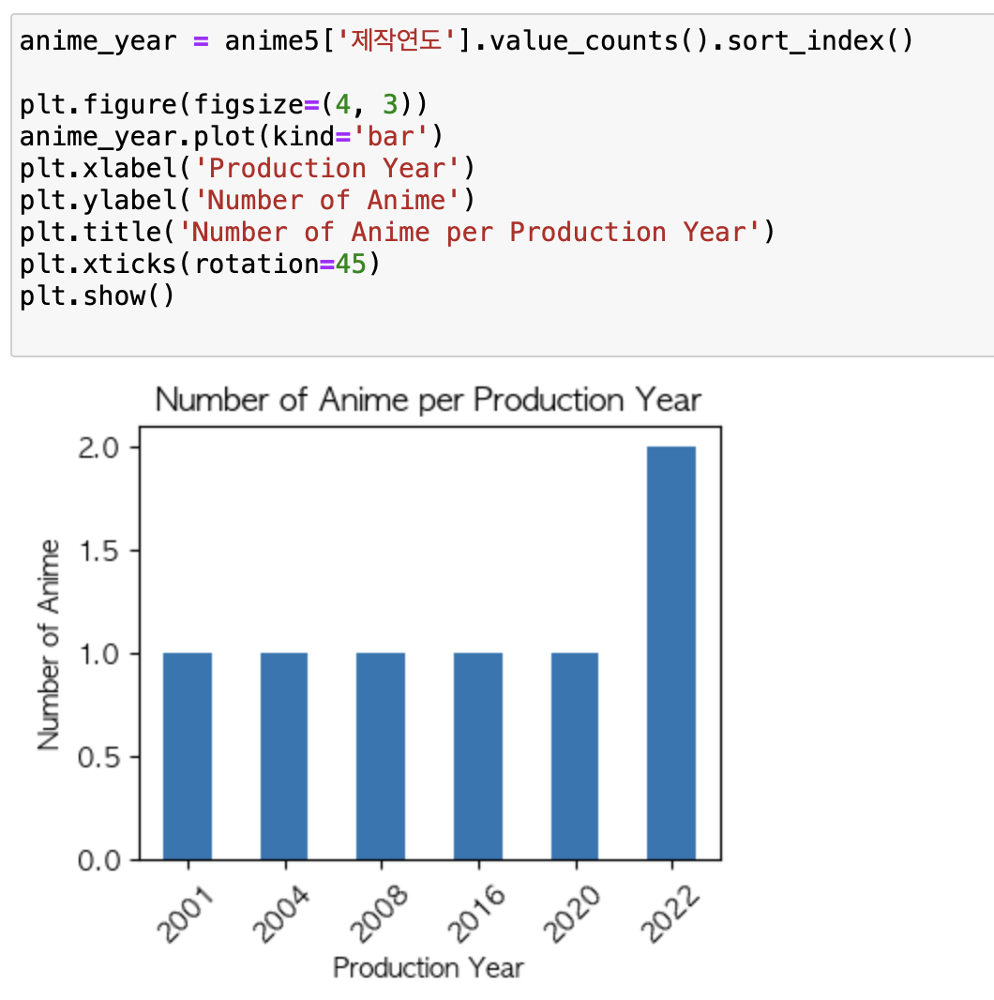 anime_year = anime5['제작연도'].value_counts().sort_index()
plt.figure(figsize=(4, 3))
anime_year.plot(kind='bar')
plt.xlabel('Production Year')
plt.ylabel('Number of Anime')
plt.title('Number of Anime per Production Year')
plt.xticks(rotation=45)
plt.show()
Number of Anime per Production Year
2.0
1.5
1.0
0.5
0.0
Number of Anime
2001
2004
2008
2016
2020
2022
Production Year